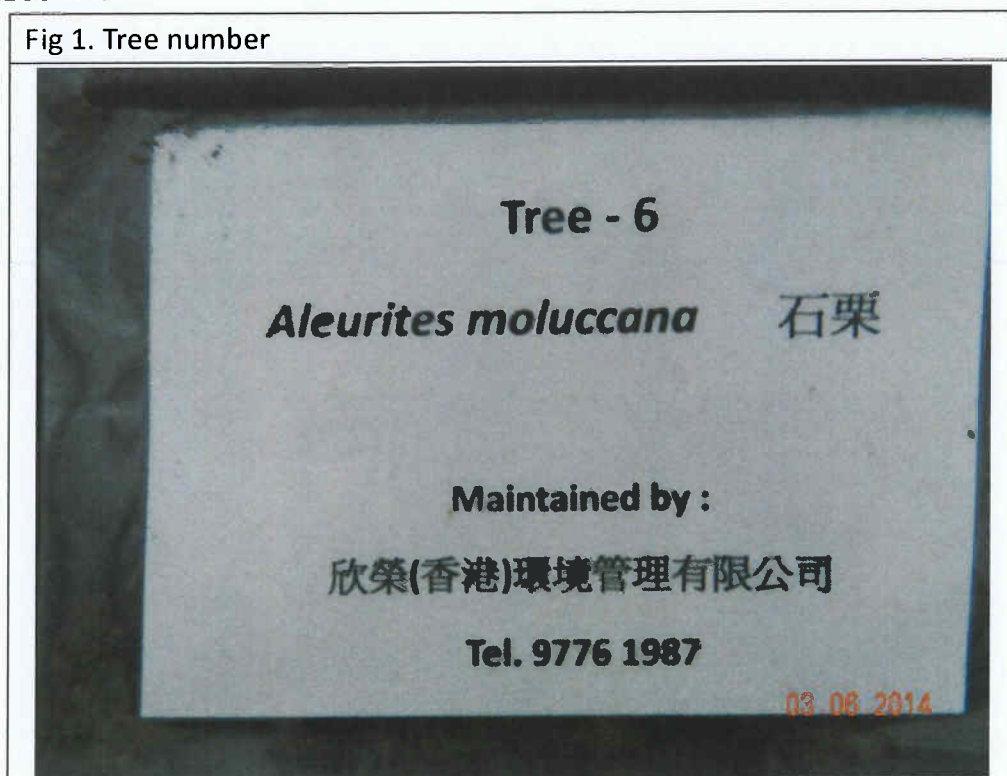 Fig 1. Tree number
Tree - 6
Aleurites moluccana 石栗
Maintained by :
欣榮(香港)環境管理有限公司
Tel. 9776 1987
03 06 2014